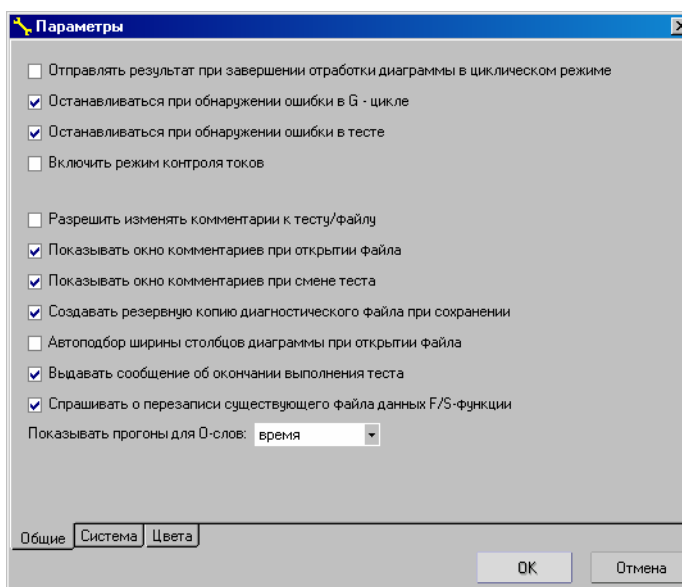 Параметры
Отправлять результат при завершении отработки диаграммы в циклическом режиме
Останавливаться при обнаружении ошибки в G - цикле
Останавливаться при обнаружении ошибки в тесте
Включить режим контроля токов
Разрешить изменять комментарии к тесту/файлу
Показывать окно комментариев при открытии файла
Показывать окно комментариев при смене теста
Создавать резервную копию диагностического файла при сохранении
Автоподбор ширины столбцов диаграммы при открытии файла
Выдавать сообщение об окончании выполнения теста
Спрашивать о перезаписи существующего файла данных F/S-функции
Показывать прогоны для O-слов: время
Общие Система Цвета
OK Отмена